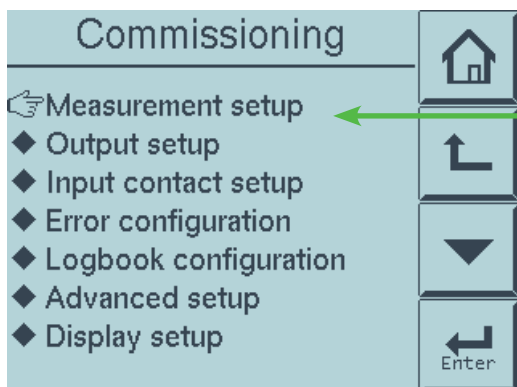 Commissioning
Measurement setup
Output setup
Input contact setup
Error configuration
Logbook configuration
Advanced setup
Display setup
Enter